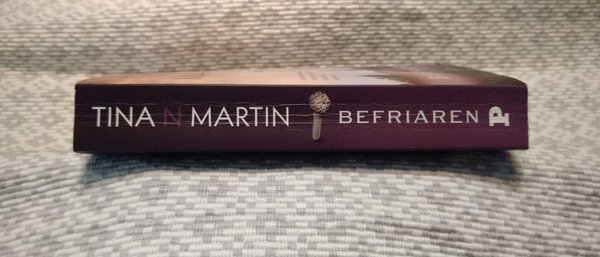 TINA N MARTIN BEFRIAREN P